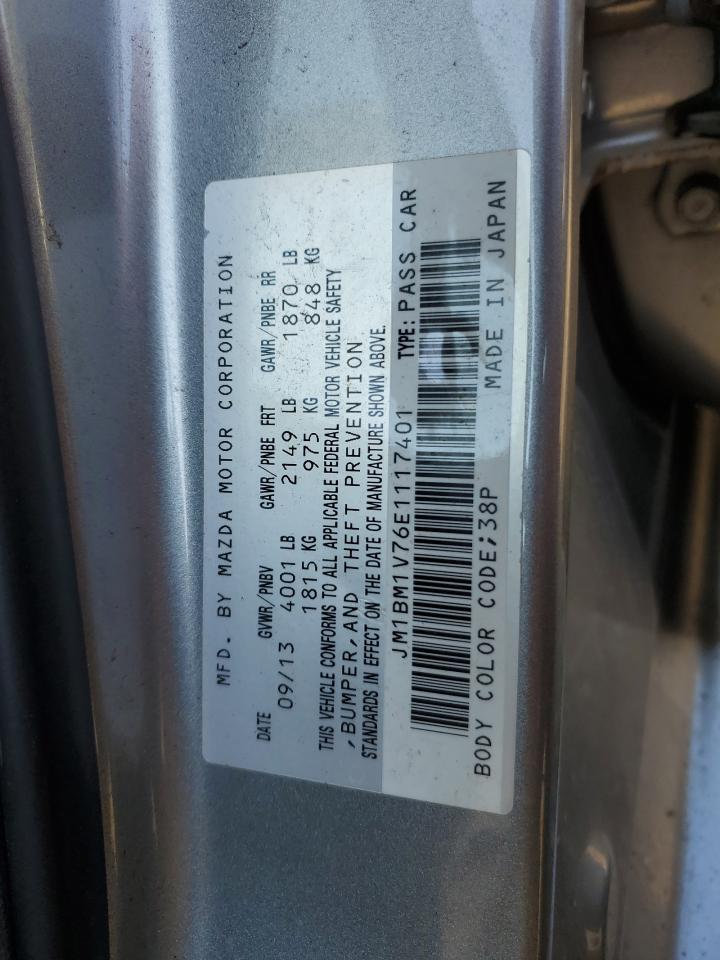 MFD. BY MAZDA MOTOR CORPORATION
DATE GVWR/PNBV GAWR/PNBE FRT GAWR/PNBE RR
09/13 4001 LB 2149 LB 1870 LB
1815 KG 975 KG 848 KG
THIS VEHICLE CONFORMS TO ALL APPLICABLE FEDERAL MOTOR VEHICLE SAFETY
,BUMPER,AND THEFT PREVENTION
STANDARDS IN EFFECT ON THE DATE OF MANUFACTURE SHOWN ABOVE.
JM1BM1V76E1117401 TYPE: PASS CAR
BODY COLOR CODE;38P MADE IN JAPAN